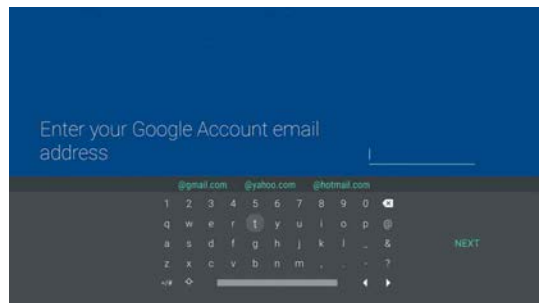 Enter your Google Account email
address
@gmail.com @yahoo.com @hotmail.com
1 2 3 4 5 6 7 8 9 0
q w e r t y u i o p @
a s d f g h j k l _ & NEXT
z x c v b n m , . - ?